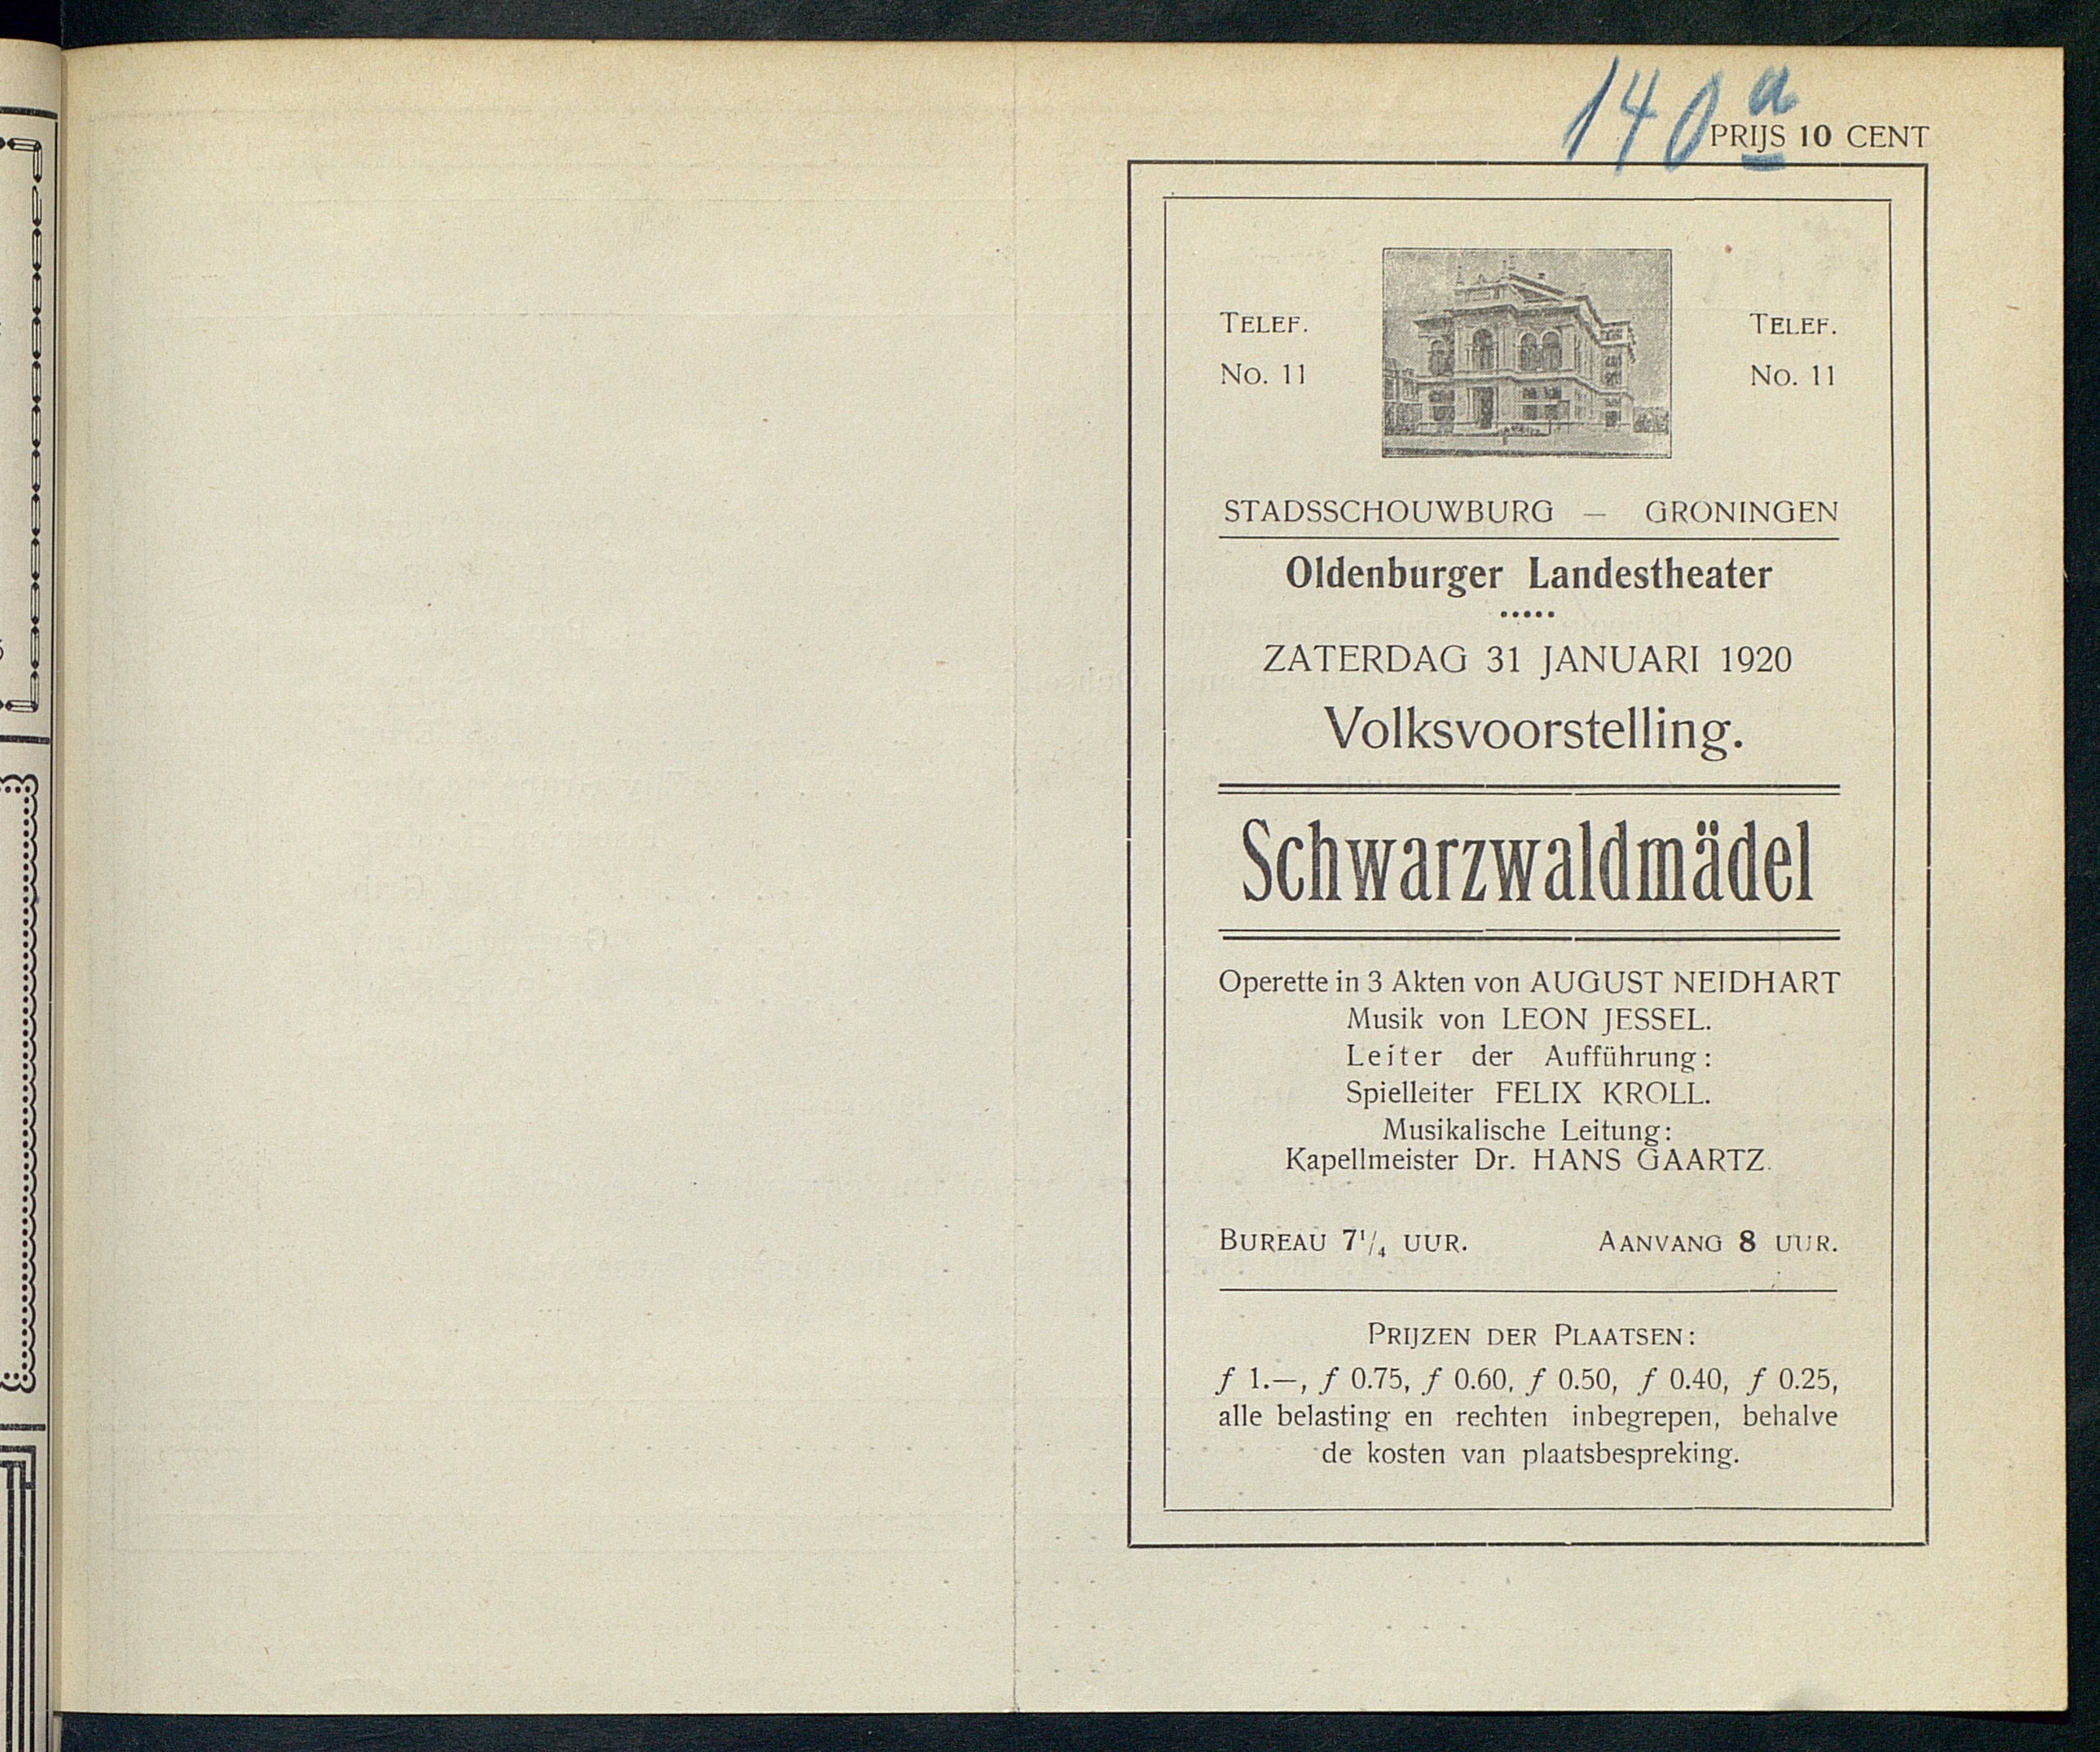 140a
PRIJS 10 CENT
TELEF.
No. 11
TELEF.
No. 11
STADSSCHOUWBURG — GRONINGEN
Oldenburger Landestheater
.....
ZATERDAG 31 JANUARI 1920
Volksvoorstelling.
Schwarzwaldmädel
Operette in 3 Akten von AUGUST NEIDHART
Musik von LEON JESSEL.
Leiter der Aufführung:
Spielleiter FELIX KROLL.
Musikalische Leitung:
Kapellmeister Dr. HANS GAARTZ.
BUREAU 7¹/₄ UUR. AANVANG 8 UUR.
PRIJZEN DER PLAATSEN:
ƒ 1.—, ƒ 0.75, ƒ 0.60, ƒ 0.50, ƒ 0.40, ƒ 0.25,
alle belasting en rechten inbegrepen, behalve
de kosten van plaatsbespreking.